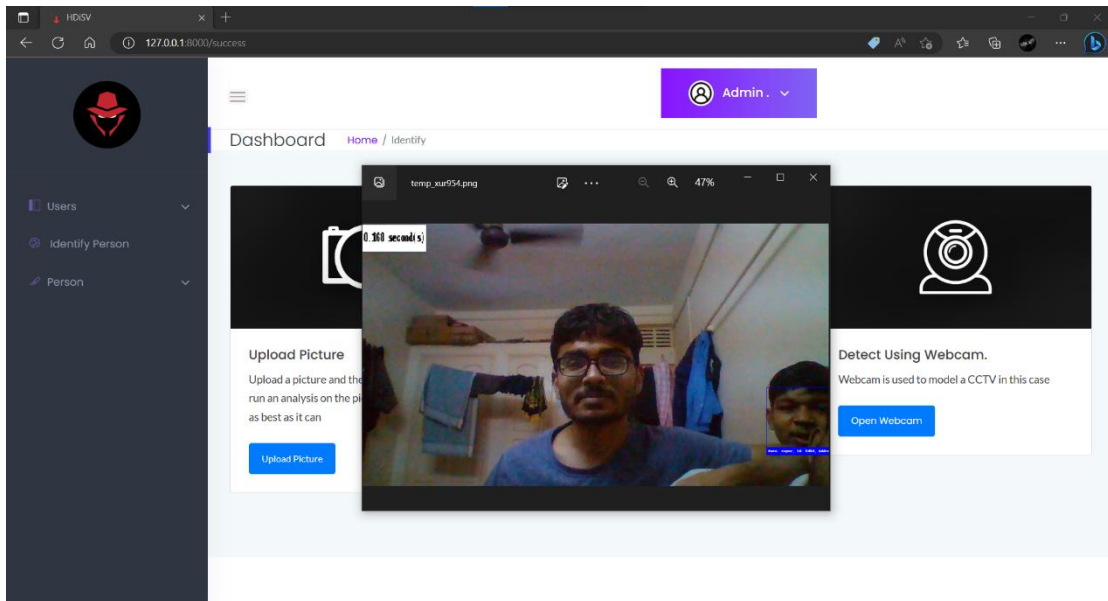 HDiSV
127.0.0.1:8000/success
Admin .
Dashboard Home / Identify
Users
Identify Person
Person
temp_xur954.png 47%
0.160 second(s)
Upload Picture
Upload a picture and the
run an analysis on the pi
as best as it can
Upload Picture
Detect Using Webcam.
Webcam is used to model a CCTV in this case
Open Webcam